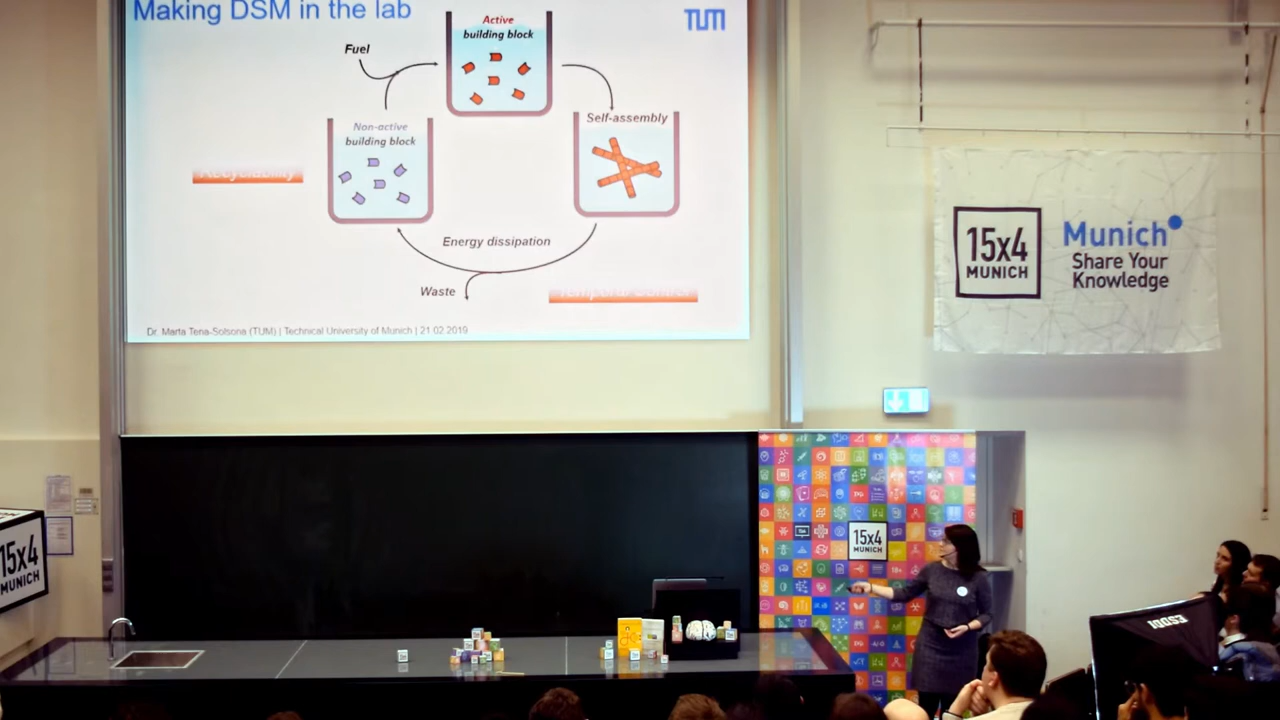 Making DSM in the lab
TUM
Active
building block
Fuel
Non-active
building block
Self-assembly
Recyclability
Energy dissipation
Waste
Dr. Marta Tena-Solsona (TUM) | Technical University of Munich | 21 02 2019
15x4
MUNICH
Munich
Share Your
Knowledge
15x4
MUNICH
15x4
MUNICH